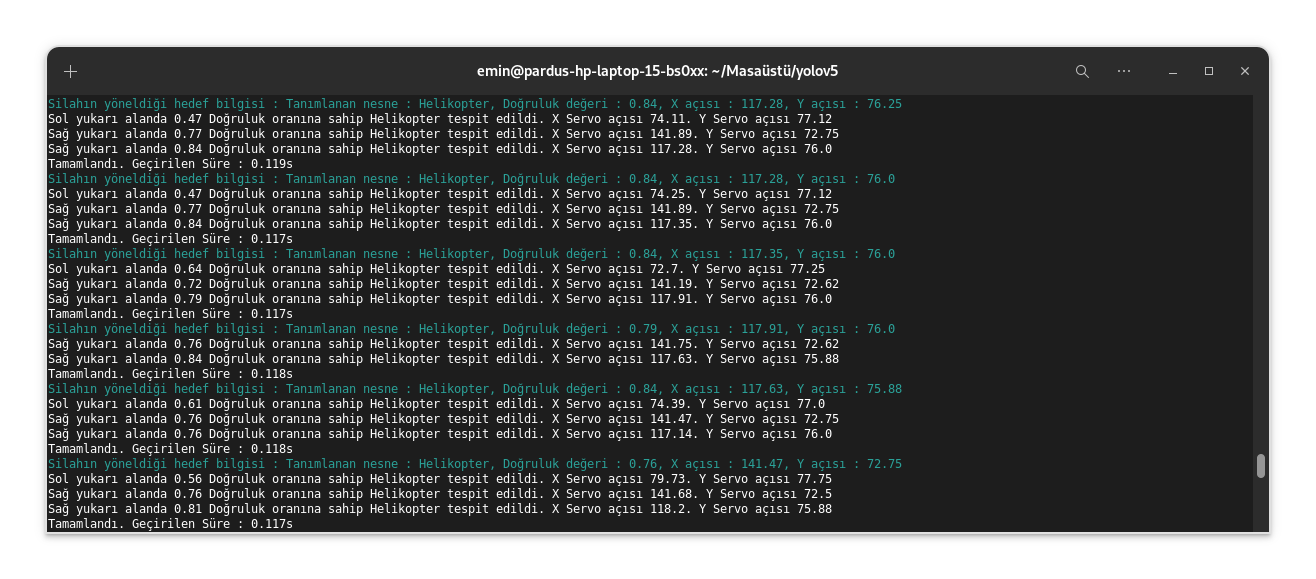 emin@pardus-hp-laptop-15-bs0xx: ~/Masaüstü/yolov5
Silahın yöneldiği hedef bilgisi : Tanımlanan nesne : Helikopter, Doğruluk değeri : 0.84, X açısı : 117.28, Y açısı : 76.25
Sol yukarı alanda 0.47 Doğruluk oranına sahip Helikopter tespit edildi. X Servo açısı 74.11. Y Servo açısı 77.12
Sağ yukarı alanda 0.77 Doğruluk oranına sahip Helikopter tespit edildi. X Servo açısı 141.89. Y Servo açısı 72.75
Sağ yukarı alanda 0.84 Doğruluk oranına sahip Helikopter tespit edildi. X Servo açısı 117.28. Y Servo açısı 76.0
Tamamlandı. Geçirilen Süre : 0.119s
Silahın yöneldiği hedef bilgisi : Tanımlanan nesne : Helikopter, Doğruluk değeri : 0.84, X açısı : 117.28, Y açısı : 76.0
Sol yukarı alanda 0.47 Doğruluk oranına sahip Helikopter tespit edildi. X Servo açısı 74.25. Y Servo açısı 77.12
Sağ yukarı alanda 0.77 Doğruluk oranına sahip Helikopter tespit edildi. X Servo açısı 141.89. Y Servo açısı 72.75
Sağ yukarı alanda 0.84 Doğruluk oranına sahip Helikopter tespit edildi. X Servo açısı 117.35. Y Servo açısı 76.0
Tamamlandı. Geçirilen Süre : 0.117s
Silahın yöneldiği hedef bilgisi : Tanımlanan nesne : Helikopter, Doğruluk değeri : 0.84, X açısı : 117.35, Y açısı : 76.0
Sol yukarı alanda 0.64 Doğruluk oranına sahip Helikopter tespit edildi. X Servo açısı 72.7. Y Servo açısı 77.25
Sağ yukarı alanda 0.72 Doğruluk oranına sahip Helikopter tespit edildi. X Servo açısı 141.19. Y Servo açısı 72.62
Sağ yukarı alanda 0.79 Doğruluk oranına sahip Helikopter tespit edildi. X Servo açısı 117.91. Y Servo açısı 76.0
Tamamlandı. Geçirilen Süre : 0.117s
Silahın yöneldiği hedef bilgisi : Tanımlanan nesne : Helikopter, Doğruluk değeri : 0.79, X açısı : 117.91, Y açısı : 76.0
Sağ yukarı alanda 0.76 Doğruluk oranına sahip Helikopter tespit edildi. X Servo açısı 141.75. Y Servo açısı 72.62
Sağ yukarı alanda 0.84 Doğruluk oranına sahip Helikopter tespit edildi. X Servo açısı 117.63. Y Servo açısı 75.88
Tamamlandı. Geçirilen Süre : 0.118s
Silahın yöneldiği hedef bilgisi : Tanımlanan nesne : Helikopter, Doğruluk değeri : 0.84, X açısı : 117.63, Y açısı : 75.88
Sol yukarı alanda 0.61 Doğruluk oranına sahip Helikopter tespit edildi. X Servo açısı 74.39. Y Servo açısı 77.0
Sağ yukarı alanda 0.76 Doğruluk oranına sahip Helikopter tespit edildi. X Servo açısı 141.47. Y Servo açısı 72.75
Sağ yukarı alanda 0.76 Doğruluk oranına sahip Helikopter tespit edildi. X Servo açısı 117.14. Y Servo açısı 76.0
Tamamlandı. Geçirilen Süre : 0.118s
Silahın yöneldiği hedef bilgisi : Tanımlanan nesne : Helikopter, Doğruluk değeri : 0.76, X açısı : 141.47, Y açısı : 72.75
Sol yukarı alanda 0.56 Doğruluk oranına sahip Helikopter tespit edildi. X Servo açısı 79.73. Y Servo açısı 77.75
Sağ yukarı alanda 0.76 Doğruluk oranına sahip Helikopter tespit edildi. X Servo açısı 141.68. Y Servo açısı 72.5
Sağ yukarı alanda 0.81 Doğruluk oranına sahip Helikopter tespit edildi. X Servo açısı 118.2. Y Servo açısı 75.88
Tamamlandı. Geçirilen Süre : 0.117s